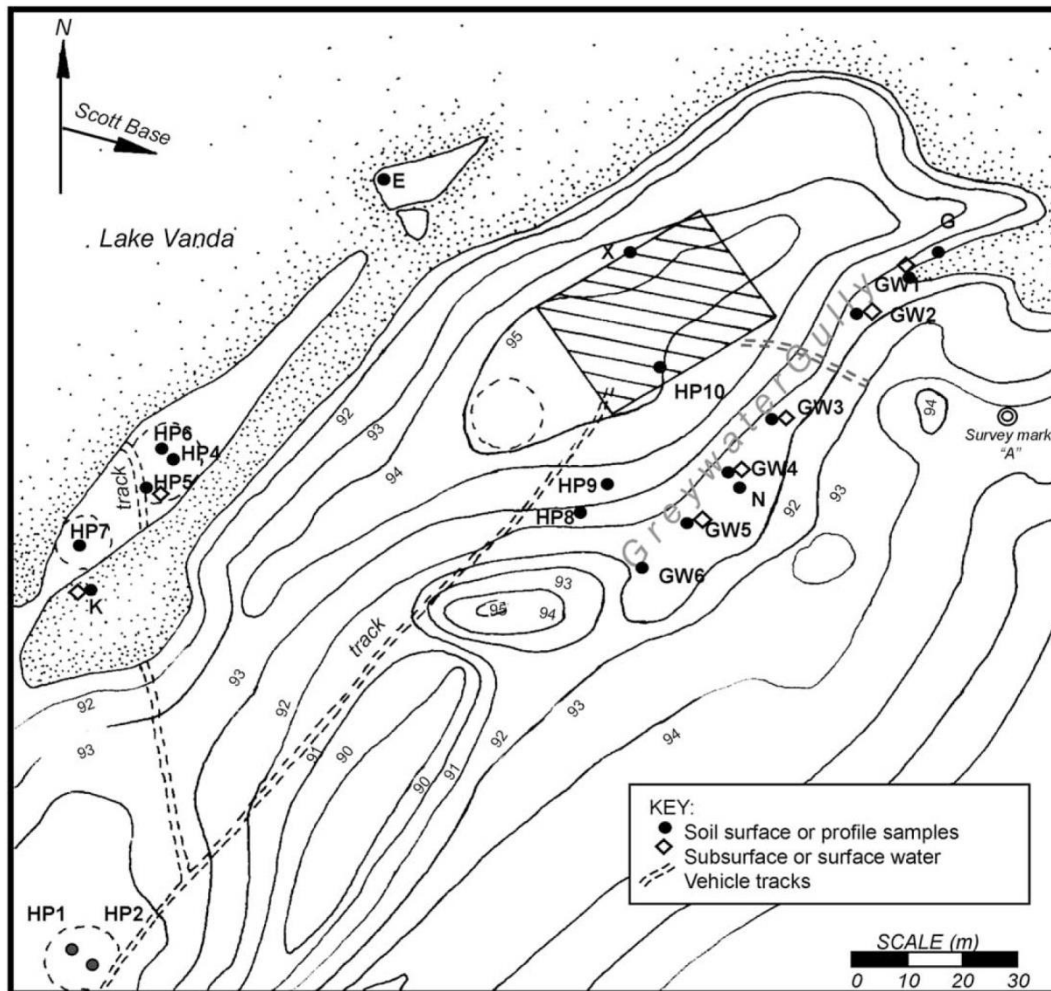 N
Scott Base
Lake Vanda
E
X
G
GW1
GW2
Greywater Gully
95
HP10
92
93
94
GW3
94
Survey mark
"A"
HP6
HP4
HP5
track
HP7
K
HP9
HP8
GW4
N
GW5
GW6
92
93
93
95
94
track
92
93
93
92
91
90
90
91
92
93
94
HP1
HP2
KEY:
Soil surface or profile samples
Subsurface or surface water
Vehicle tracks
SCALE (m)
0 10 20 30